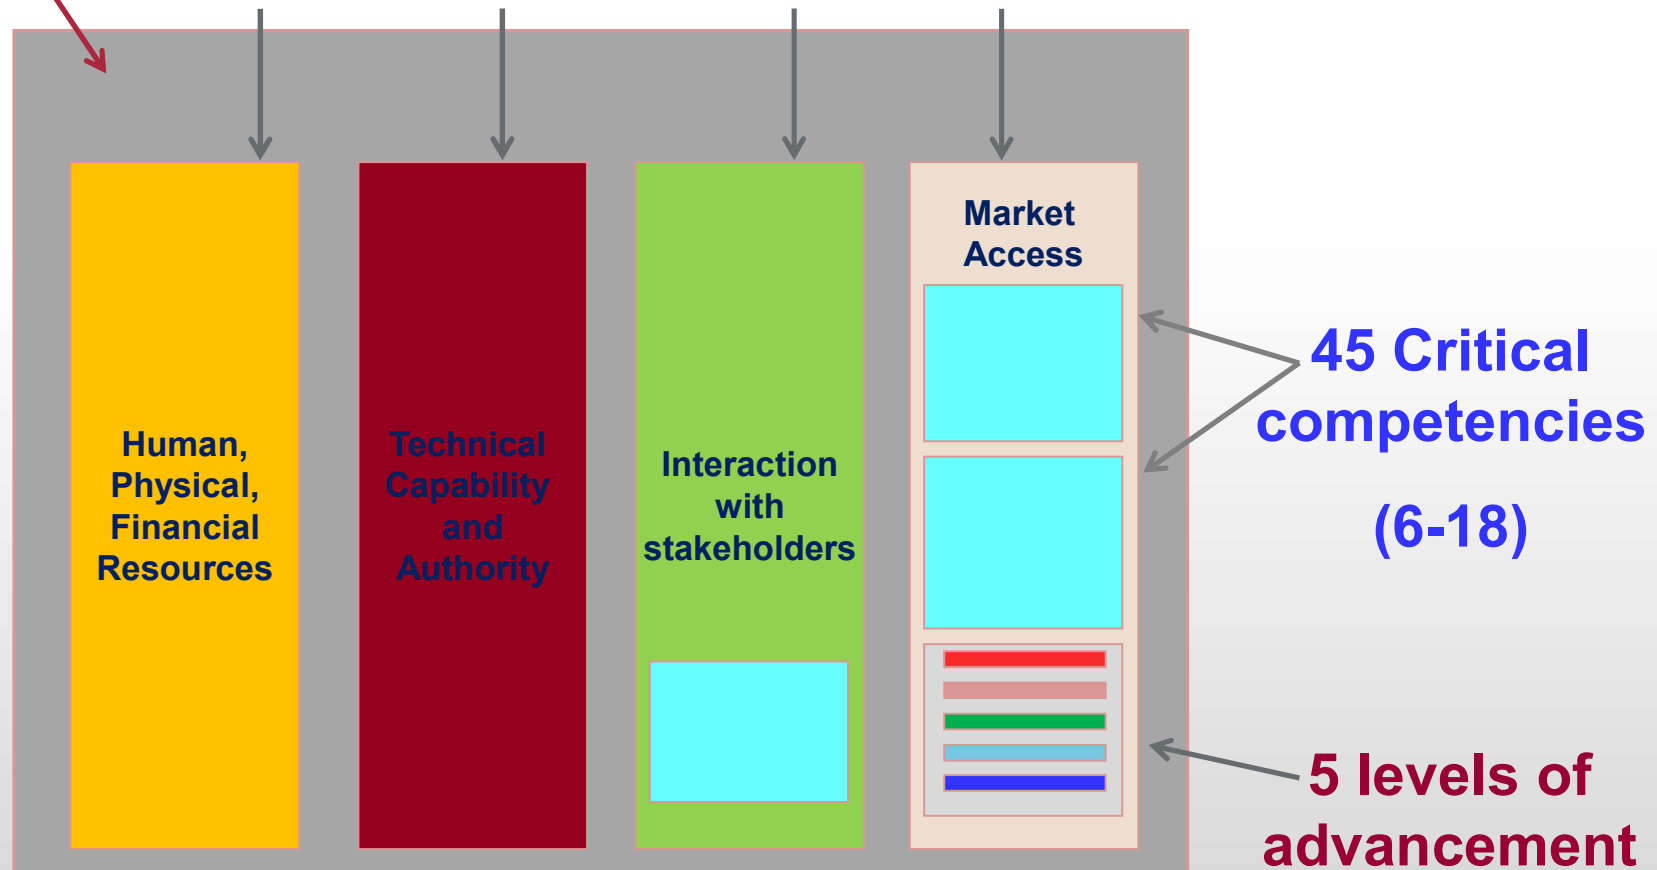 Human,
Physical,
Financial
Resources
Technical
Capability
and
Authority
Interaction
with
stakeholders
Market
Access
45 Critical
competencies
(6-18)
5 levels of
advancement